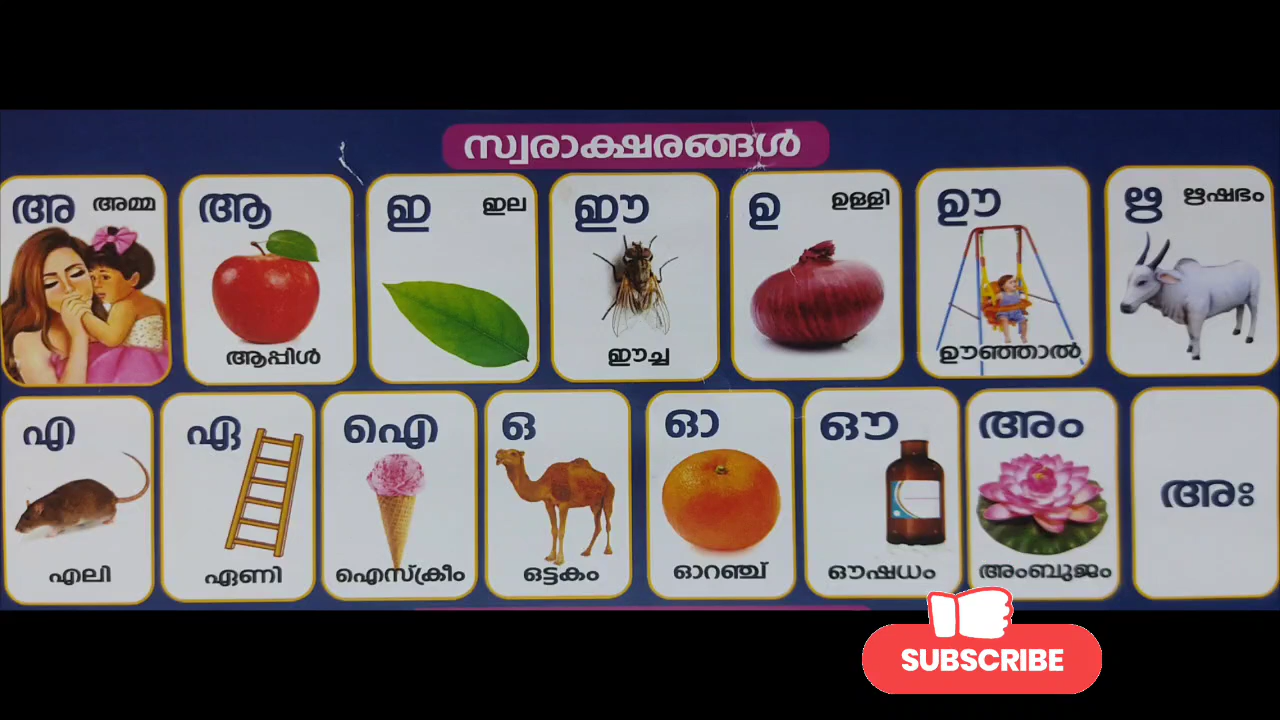 സ്വരാക്ഷരങ്ങൾ
അ അമ്മ
ആ
ആപ്പിൾ
ഇ ഇല
ഈ
ഈച്ച
ഉ ഉള്ളി
ഊ
ഊഞ്ഞാൽ
ഋ ഋഷഭം
എ
എലി
ഏ
ഏണി
ഐ
ഐസ്ക്രീം
ഒ
ഒട്ടകം
ഓ
ഓറഞ്ച്
ഔ
ഔഷധം
അം
അംബുജം
അഃ
SUBSCRIBE